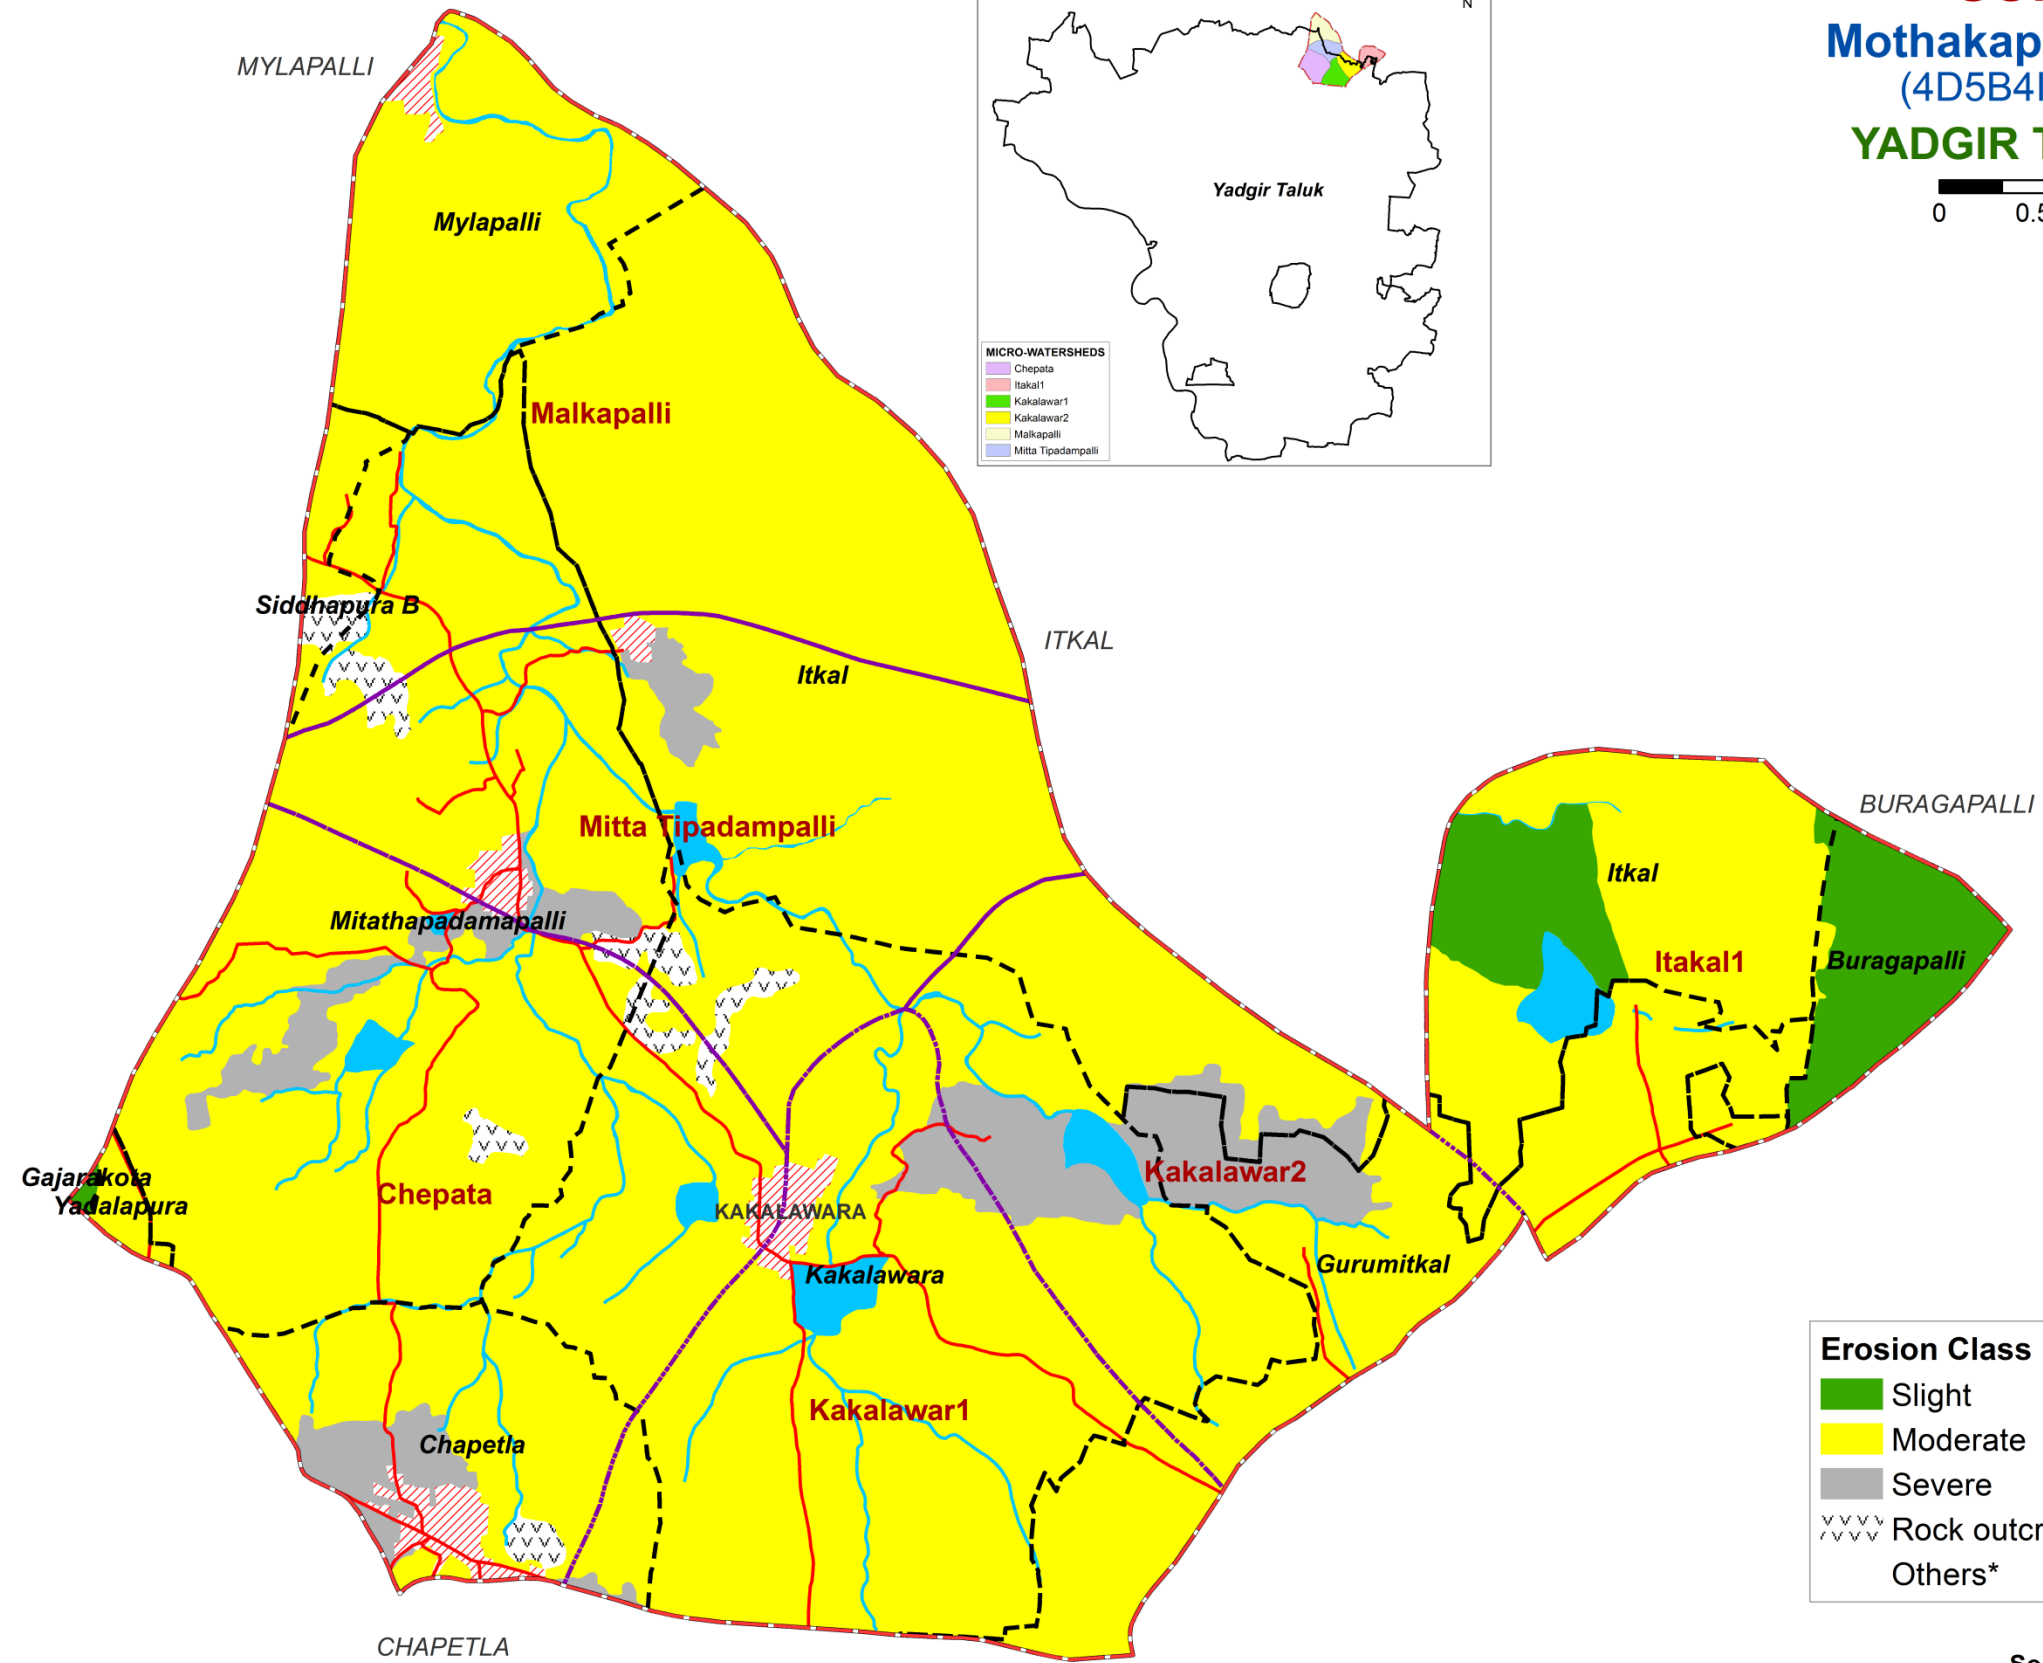 MYLAPALLI
N
Mothakap
(4D5B4
YADGIR T
0 0.5
Yadgir Taluk
MICRO-WATERSHEDS
Chepata
Itakal1
Kakalawar1
Kakalawar2
Malkapalli
Mitta Tipadampalli
Mylapalli
Malkapalli
Siddhapura B
ITKAL
Itkal
BURAGAPALLI
Mitta Tipadampalli
Itkal
Mitathapadamapalli
Itakal1
Buragapalli
Gajarakota
Yadalapura
Chepata
Kakalawar2
KAKALAWARA
Kakalawara
Gurumitkal
Kakalawar1
Chapetla
CHAPETLA
Erosion Class
Slight
Moderate
Severe
Rock outcr
Others*